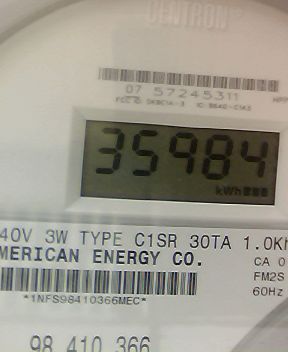 CENTRON®
07 57245311
35984
kWh
40V 3W TYPE C1SR 30TA 1.0Kh
MERICAN ENERGY CO.
CA 0
FM2S
60Hz
*1NFS98410366MEC*
98 410 366